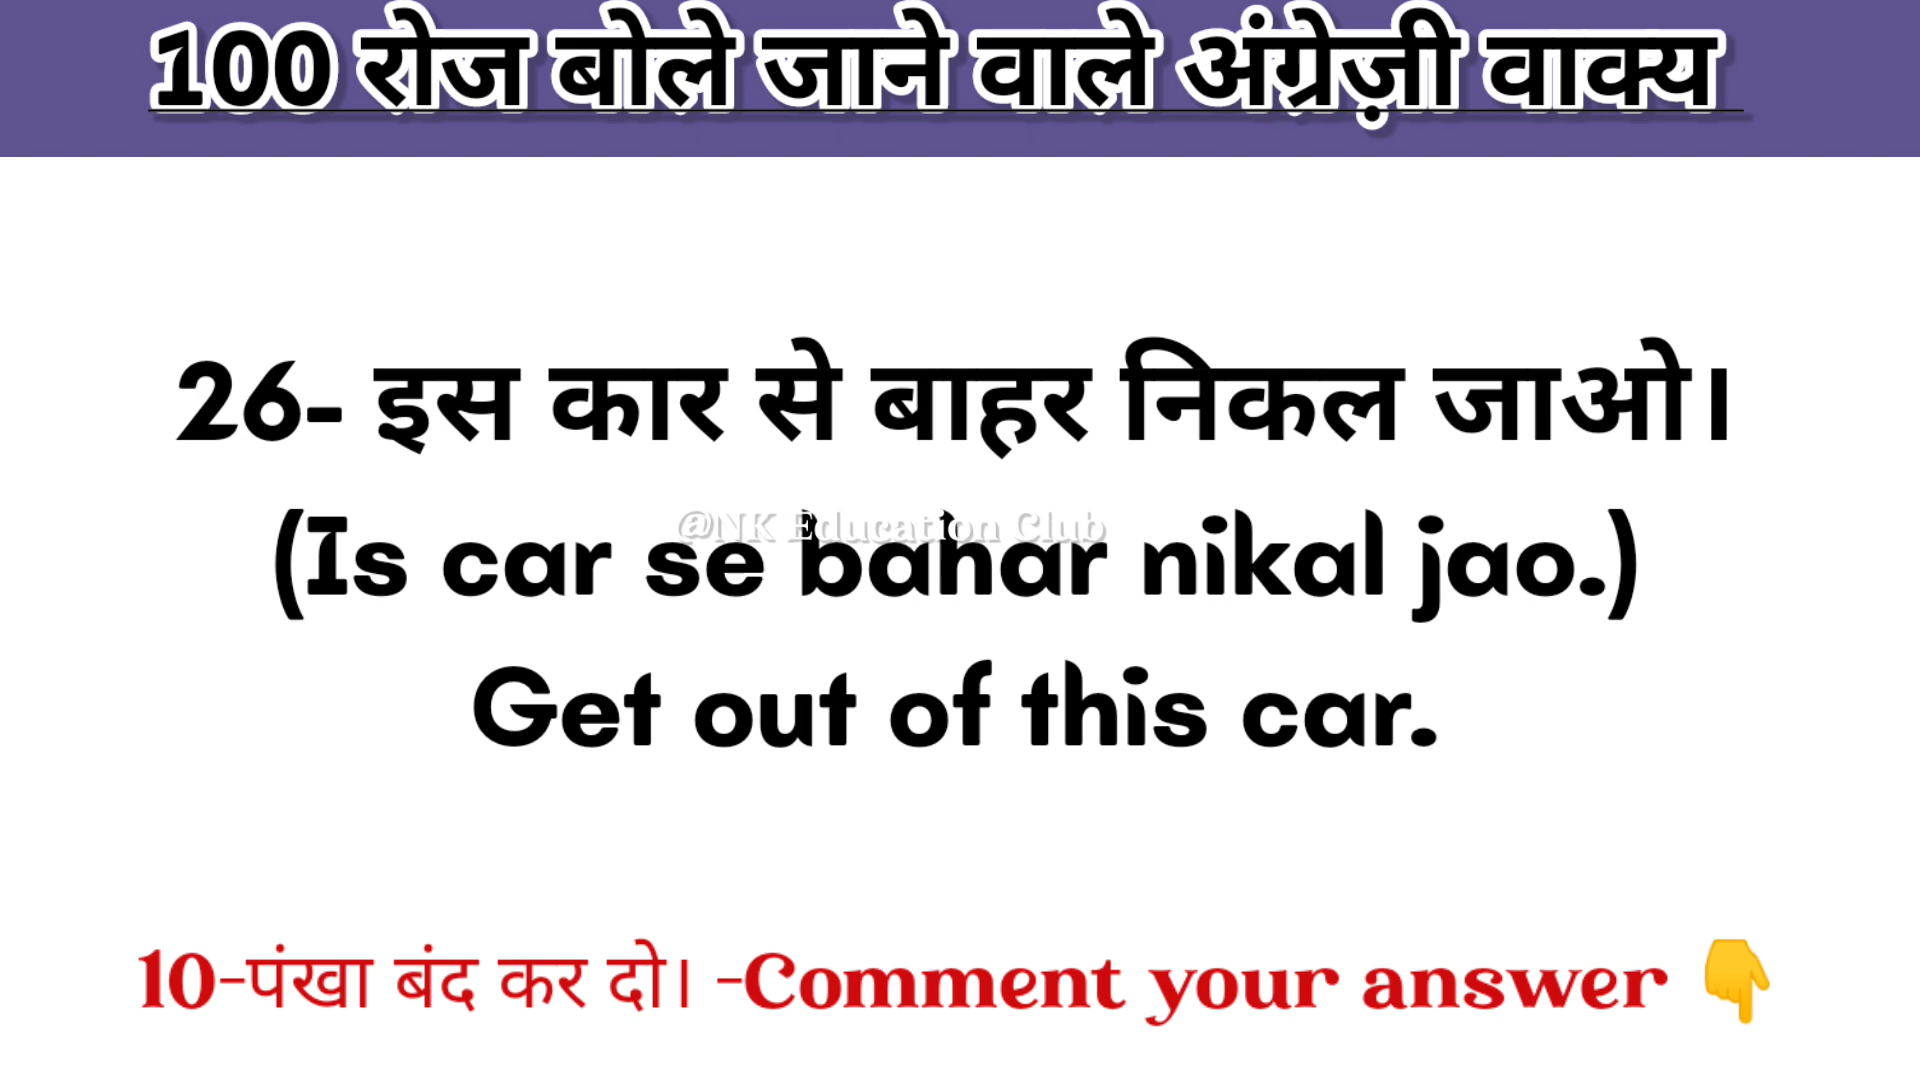 100 रोज बोले जाने वाले अंग्रेज़ी वाक्य
26- इस कार से बाहर निकल जाओ।
@NK Education Club
(Is car se bahar nikal jao.)
Get out of this car.
10-पंखा बंद कर दो। -Comment your answer 👇